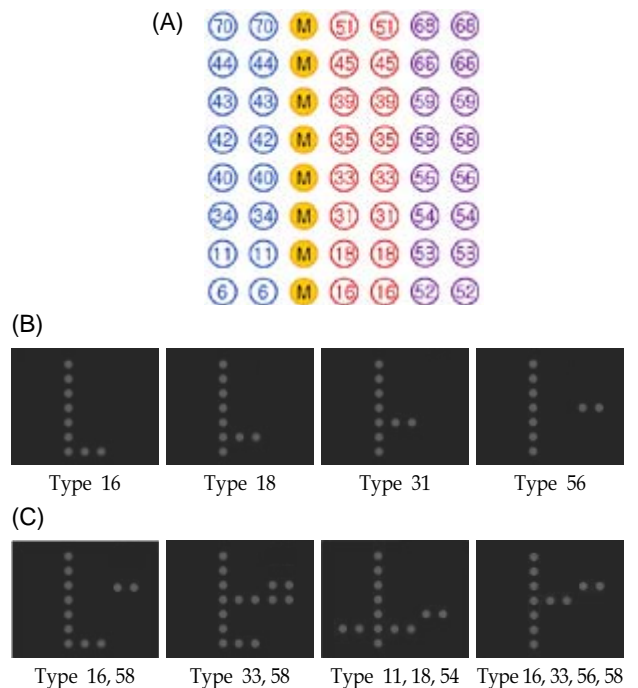 (A)
70 70 M 51 51 68 68
44 44 M 45 45 66 66
43 43 M 39 39 59 59
42 42 M 35 35 58 58
40 40 M 33 33 56 56
34 34 M 31 31 54 54
11 11 M 18 18 53 53
6 6 M 16 16 52 52
(B)
Type 16 Type 18 Type 31 Type 56
(C)
Type 16, 58 Type 33, 58 Type 11, 18, 54 Type 16, 33, 56, 58